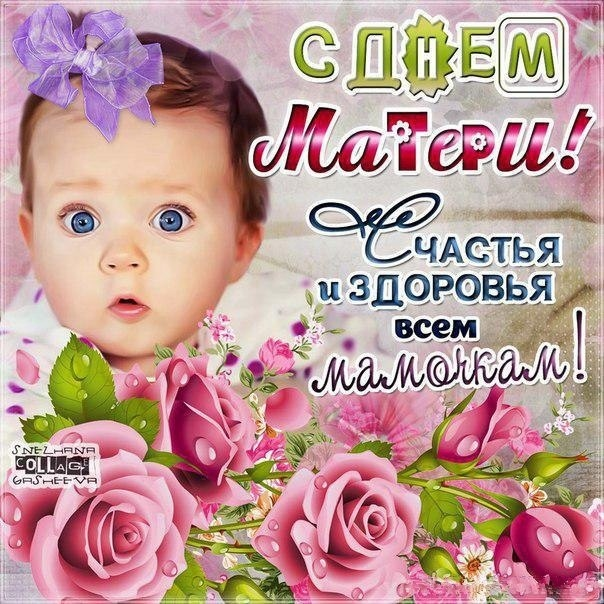 С ДНЕМ
Матери!
Счастья
и здоровья
всем
мамочкам!
SNEZHANA
COLLAGE
GASHEEVA